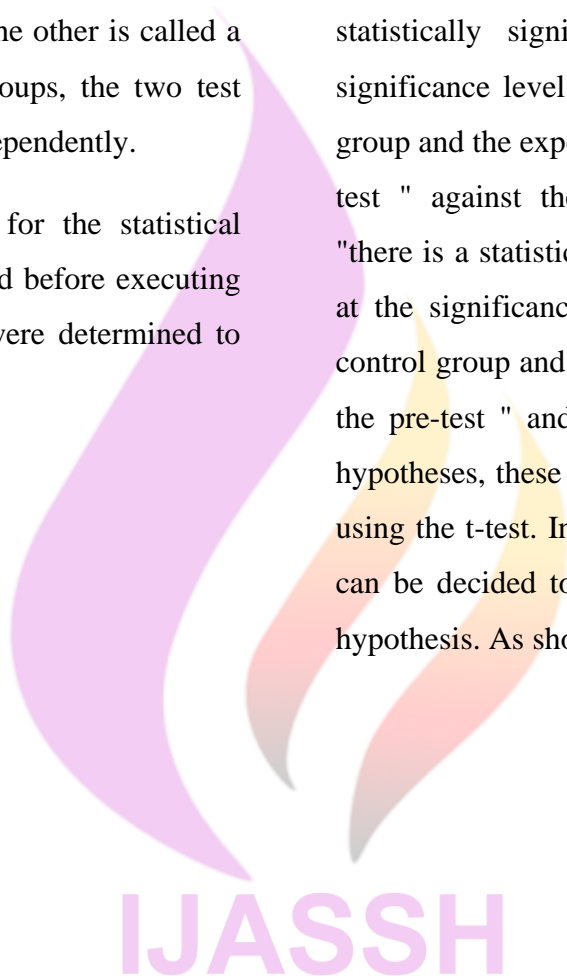 he other is called a
oups, the two test
ependently.
for the statistical
d before executing
vere determined to
statistically signi
significance level
group and the expe
test " against the
"there is a statistic
at the significanc
control group and
the pre-test " and
hypotheses, these
using the t-test. In
can be decided to
hypothesis. As sho
IJASSH